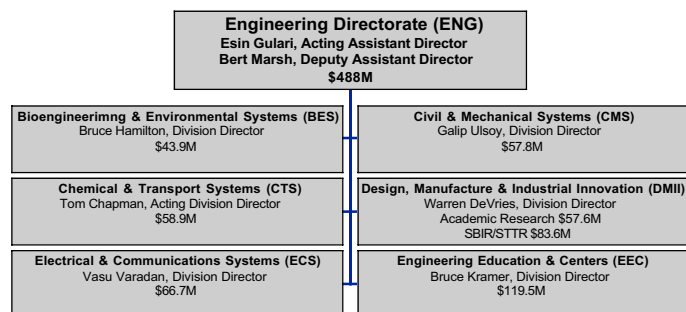 Engineering Directorate (ENG)
Esin Gulari, Acting Assistant Director
Bert Marsh, Deputy Assistant Director
$488M
Bioengineerimng & Environmental Systems (BES)
Bruce Hamilton, Division Director
$43.9M
Civil & Mechanical Systems (CMS)
Galip Ulsoy, Division Director
$57.8M
Chemical & Transport Systems (CTS)
Tom Chapman, Acting Division Director
$58.9M
Design, Manufacture & Industrial Innovation (DMII)
Warren DeVries, Division Director
Academic Research $57.6M
SBIR/STTR $83.6M
Electrical & Communications Systems (ECS)
Vasu Varadan, Division Director
$66.7M
Engineering Education & Centers (EEC)
Bruce Kramer, Division Director
$119.5M